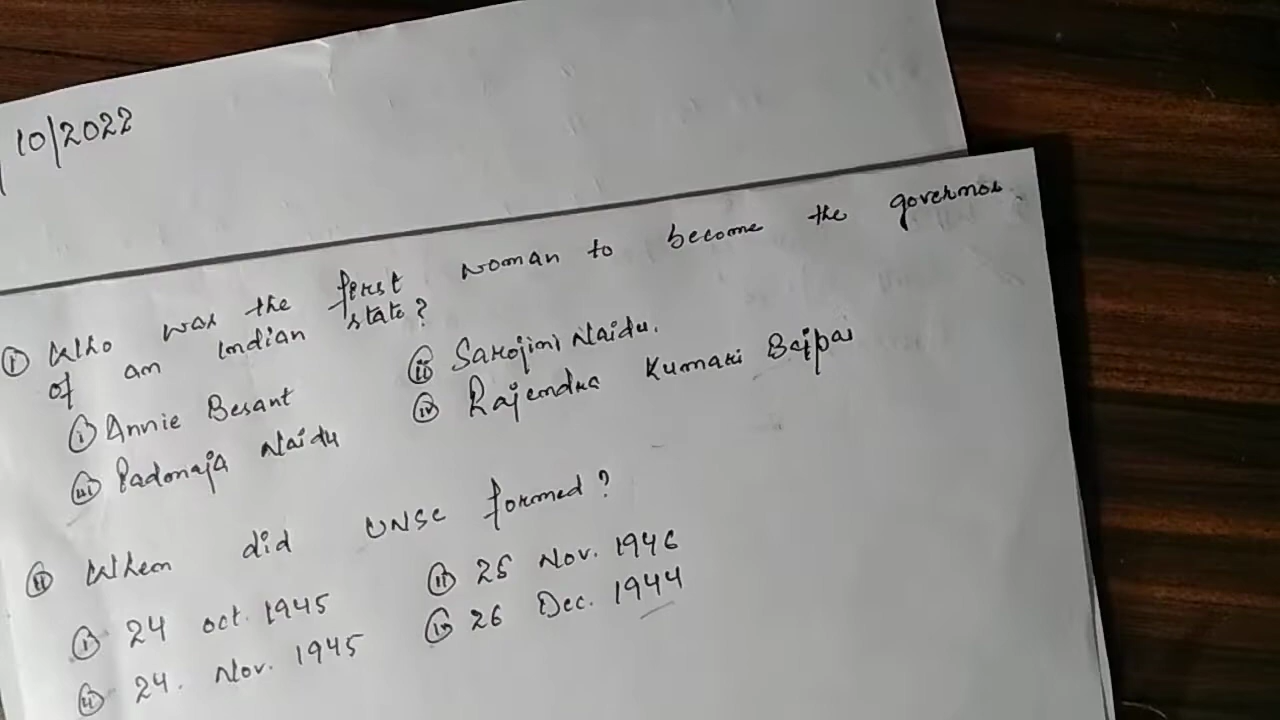 10/2022
i Who was the first woman to become the governor
of an Indian state?
i Annie Besant ii Sarojini Naidu.
iii Padmaja Naidu iv Rajendra Kumari Bajpai
ii When did UNSC formed?
i 24 oct. 1945 ii 25 Nov. 1946
ii 24. Nov. 1945 iv 26 Dec. 1944